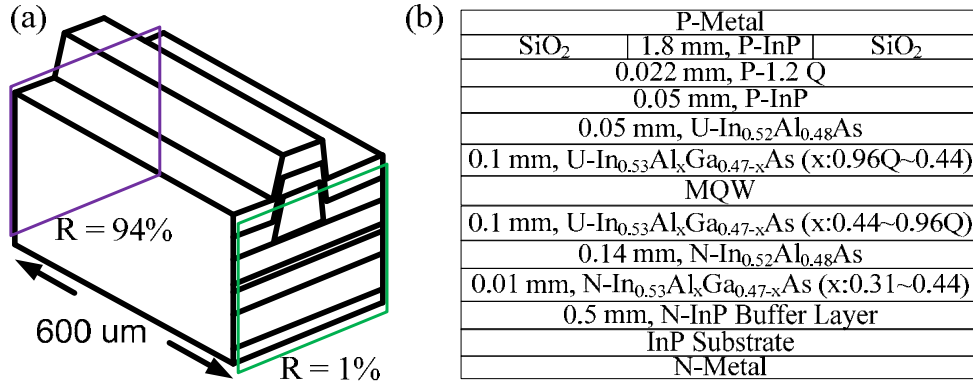 (a)
R = 94%
600 um
R = 1%
(b)
P-Metal
SiO₂ 1.8 mm, P-InP SiO₂
0.022 mm, P-1.2 Q
0.05 mm, P-InP
0.05 mm, U-In₀.₅₂Al₀.₄₈As
0.1 mm, U-In₀.₅₃AlₓGa₀.₄₇₋ₓAs (x:0.96Q~0.44)
MQW
0.1 mm, U-In₀.₅₃AlₓGa₀.₄₇₋ₓAs (x:0.44~0.96Q)
0.14 mm, N-In₀.₅₂Al₀.₄₈As
0.01 mm, N-In₀.₅₃AlₓGa₀.₄₇₋ₓAs (x:0.31~0.44)
0.5 mm, N-InP Buffer Layer
InP Substrate
N-Metal